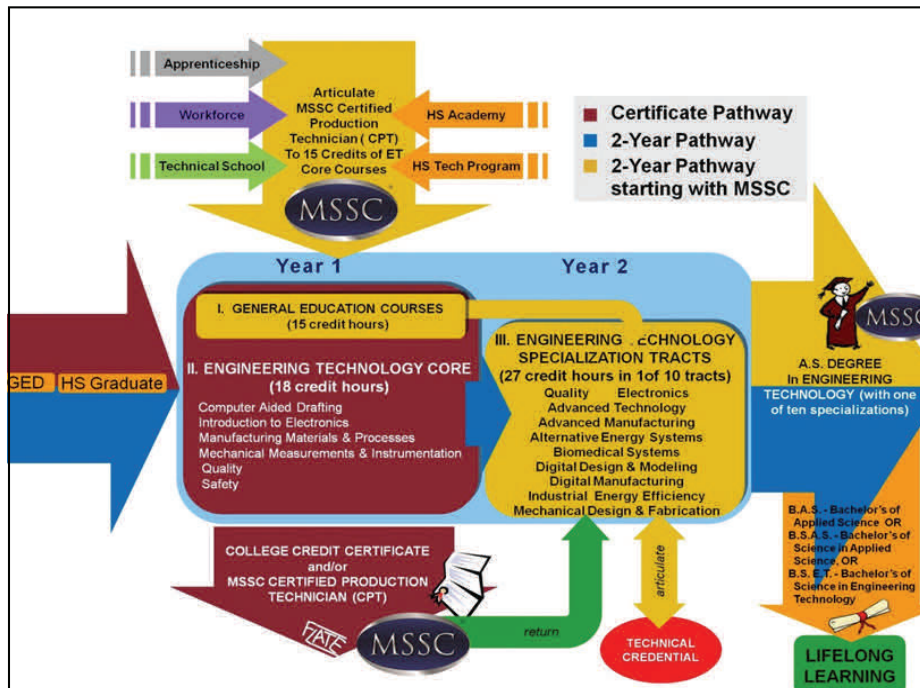 Apprenticeship
Workforce
Technical School
Articulate
MSSC Certified
Production
Technician ( CPT)
To 15 Credits of ET
Core Courses
HS Academy
HS Tech Program
MSSC
Certificate Pathway
2-Year Pathway
2-Year Pathway
starting with MSSC
Year 1
Year 2
GED
HS Graduate
I. GENERAL EDUCATION COURSES
(15 credit hours)
II. ENGINEERING TECHNOLOGY CORE
(18 credit hours)
Computer Aided Drafting
Introduction to Electronics
Manufacturing Materials & Processes
Mechanical Measurements & Instrumentation
Quality
Safety
III. ENGINEERING ECHNOLOGY
SPECIALIZATION TRACTS
(27 credit hours in 1of 10 tracts)
Quality Electronics
Advanced Technology
Advanced Manufacturing
Alternative Energy Systems
Biomedical Systems
Digital Design & Modeling
Digital Manufacturing
Industrial Energy Efficiency
Mechanical Design & Fabrication
MSSC
A.S. DEGREE
In ENGINEERING
TECHNOLOGY (with one
of ten specializations)
COLLEGE CREDIT CERTIFICATE
and/or
MSSC CERTIFIED PRODUCTION
TECHNICIAN (CPT)
FLATE
MSSC
return
articulate
TECHNICAL
CREDENTIAL
B.A.S. - Bachelor's of
Applied Science OR
B.S.A.S. - Bachelor's of
Science in Applied
Science, OR
B.S. E.T. - Bachelor's of
Science in Engineering
Technology
LIFELONG
LEARNING